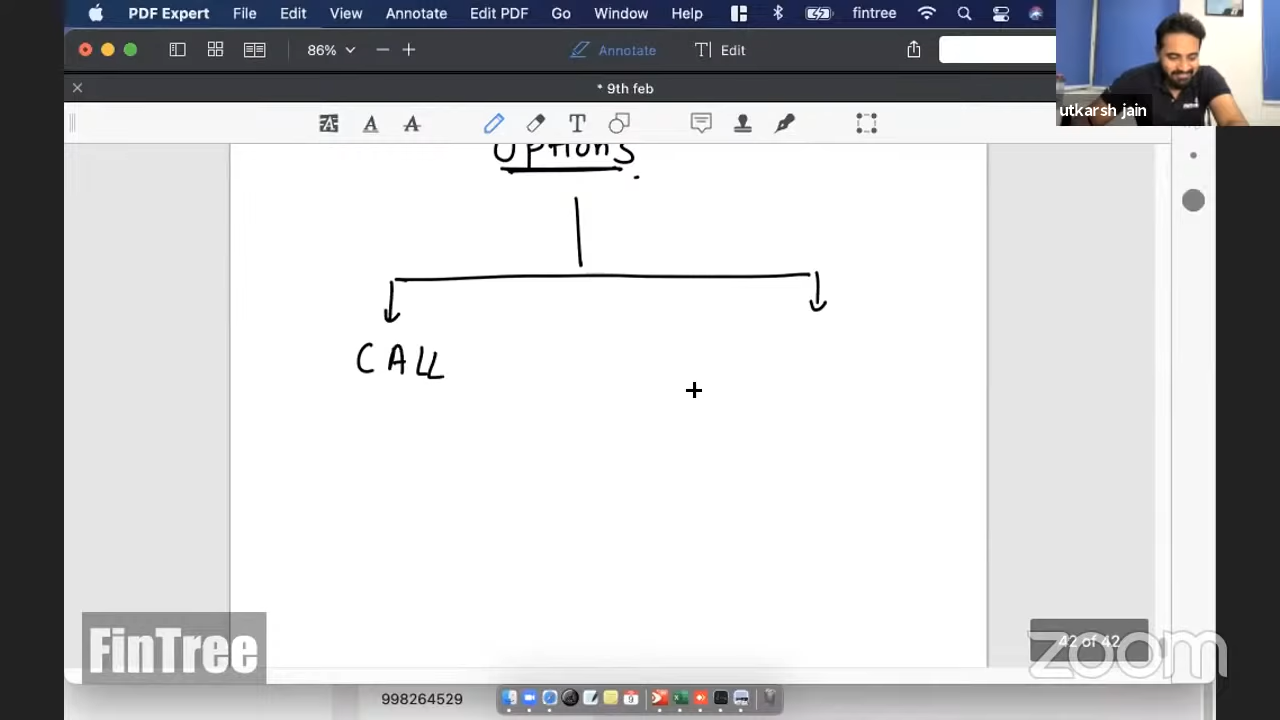 PDF Expert File Edit View Annotate Edit PDF Go Window Help fintree
86% Annotate T Edit
* 9th feb
utkarsh jain
A A A T
Options
CALL
42 of 42
FinTree
zoom
998264529
9